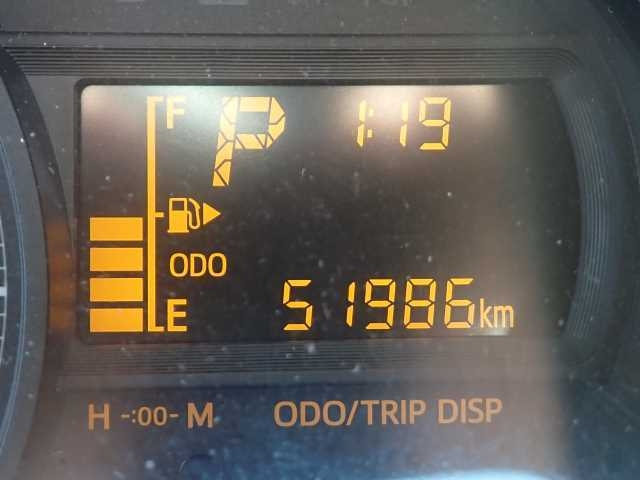 F P 1:19
ODO
E 51986km
H -:00- M ODO/TRIP DISP